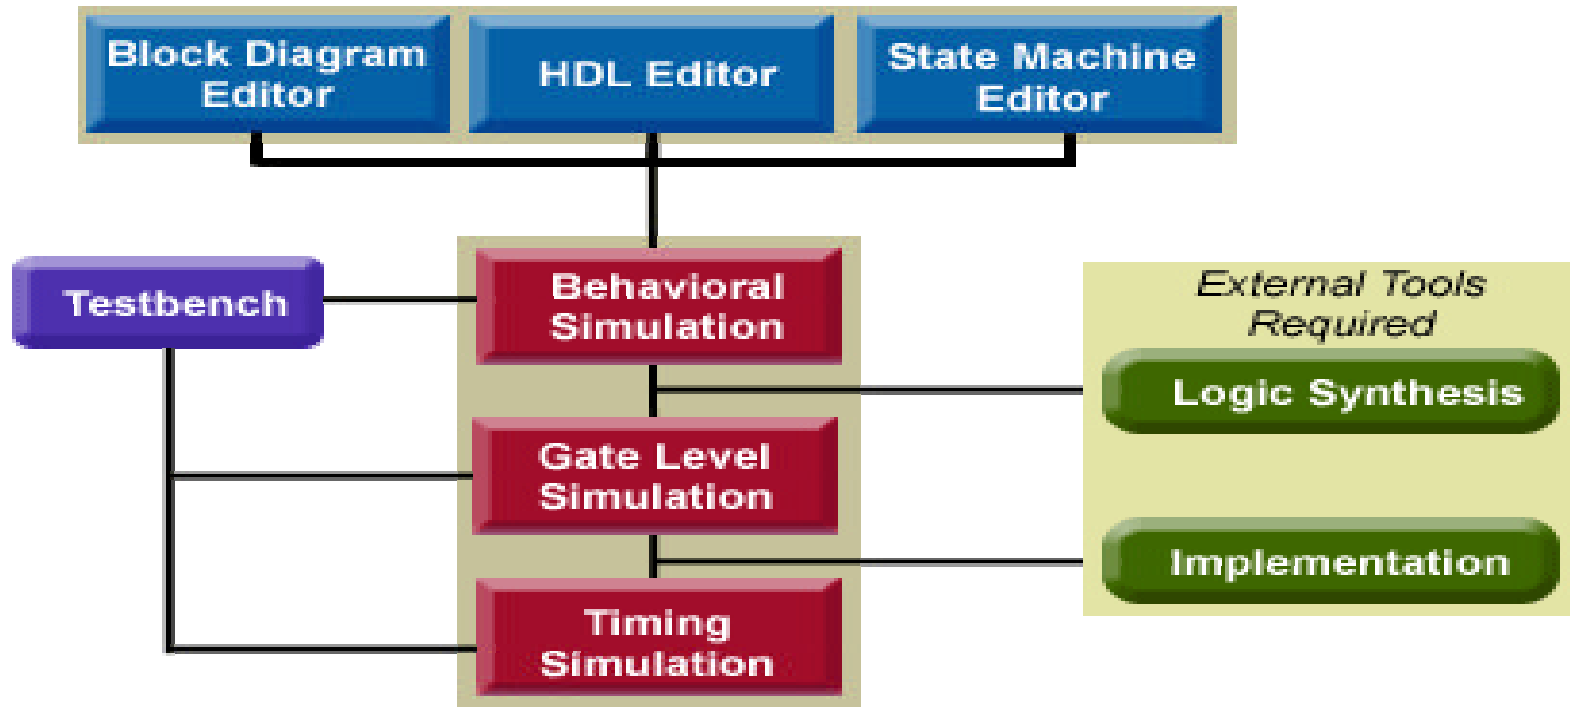 Block Diagram
Editor
HDL Editor
State Machine
Editor
Testbench
Behavioral
Simulation
External Tools
Required
Logic Synthesis
Gate Level
Simulation
Implementation
Timing
Simulation